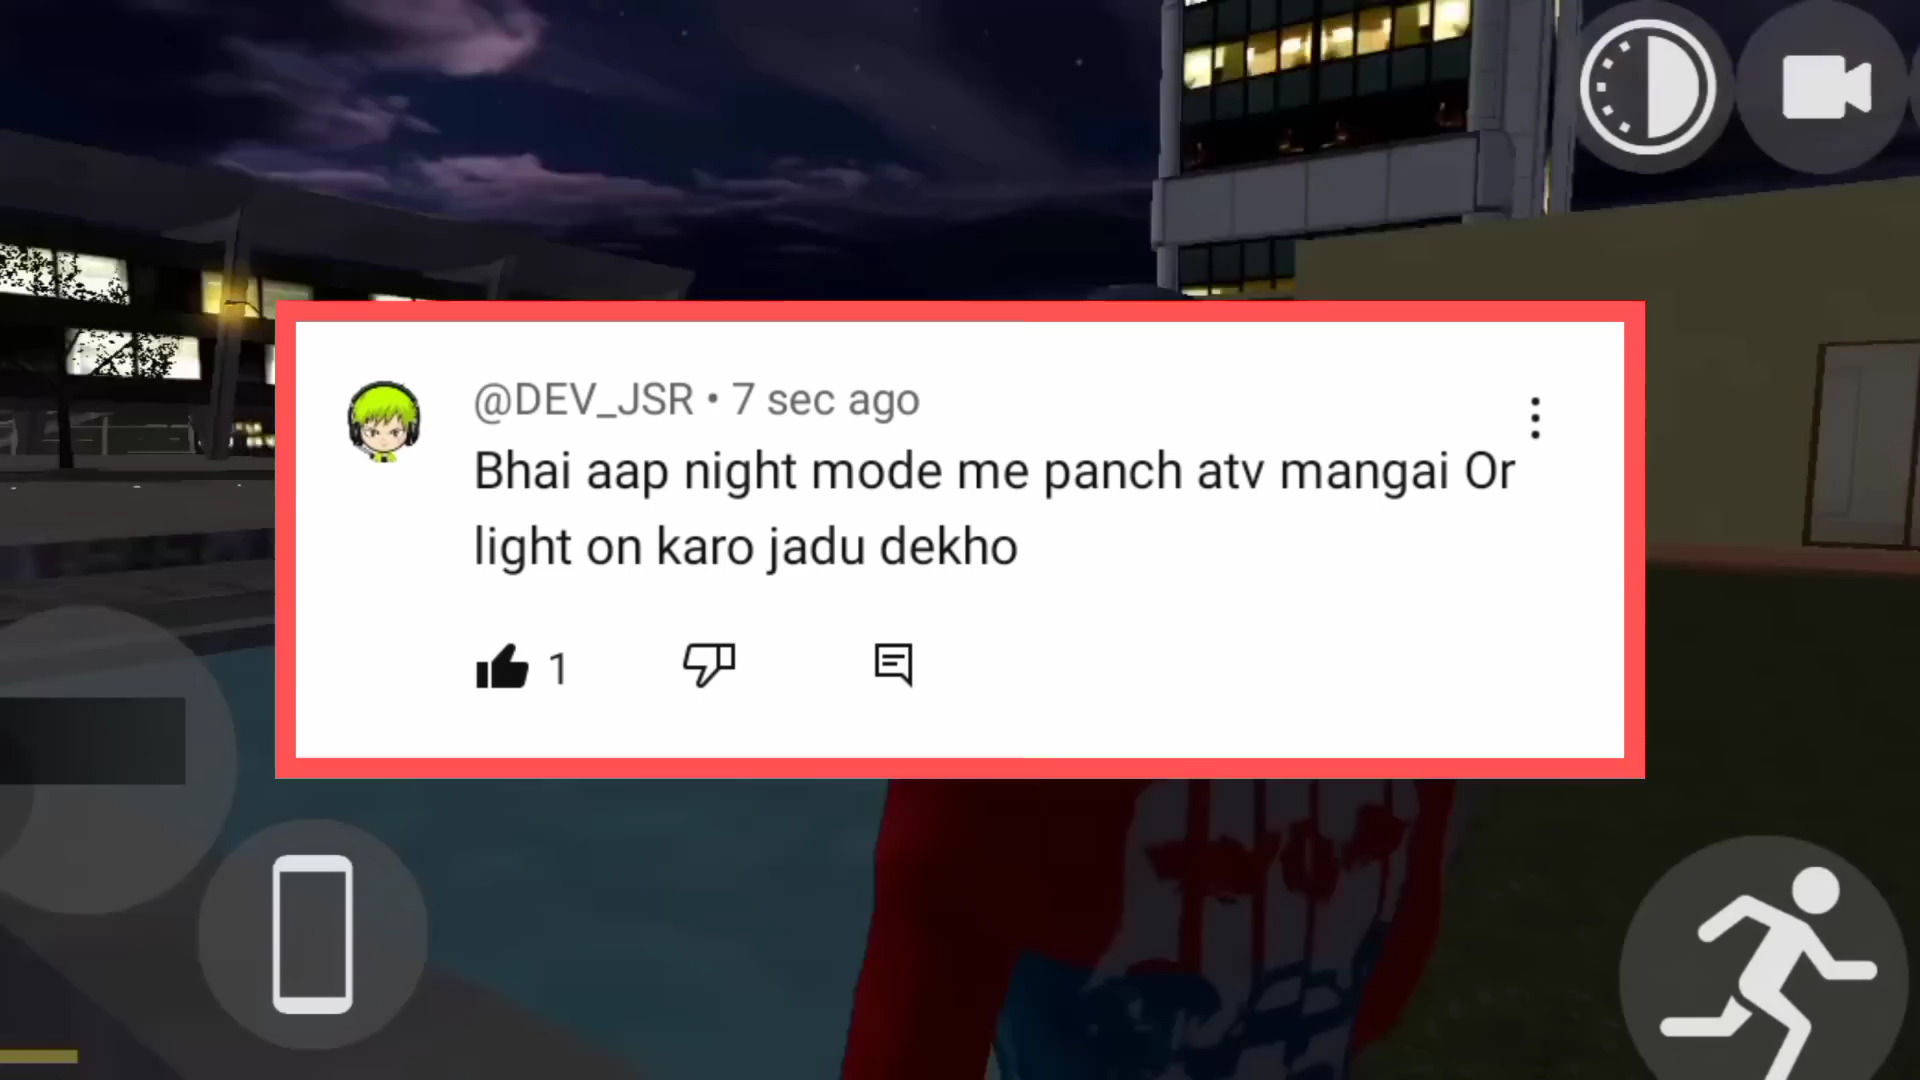 @DEV_JSR • 7 sec ago
Bhai aap night mode me panch atv mangai Or
light on karo jadu dekho
1